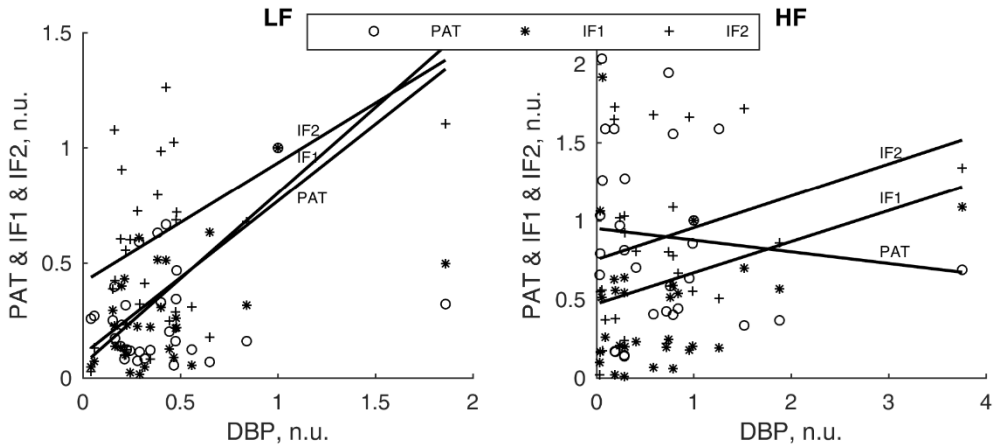 LF
HF
PAT IF1 IF2
1.5
1
0.5
0
0 0.5 1 1.5 2
PAT & IF1 & IF2, n.u.
DBP, n.u.
IF2
IF1
PAT
2
1.5
1
0.5
0
0 1 2 3 4
PAT & IF1 & IF2, n.u.
DBP, n.u.
IF2
IF1
PAT